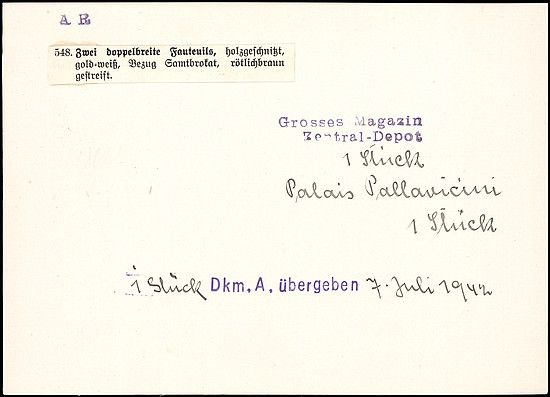 A R
548. Zwei doppelbreite Fauteuils, holzgeschnitzt,
gold-weiß, Bezug Samtbrokat, rötlichbraun
gestreift.
Grosses Magazin
Zentral-Depot
1 Stück
Palais Pallavicini
1 Stück
1 Stück Dkm. A. übergeben 7. Juli 1942